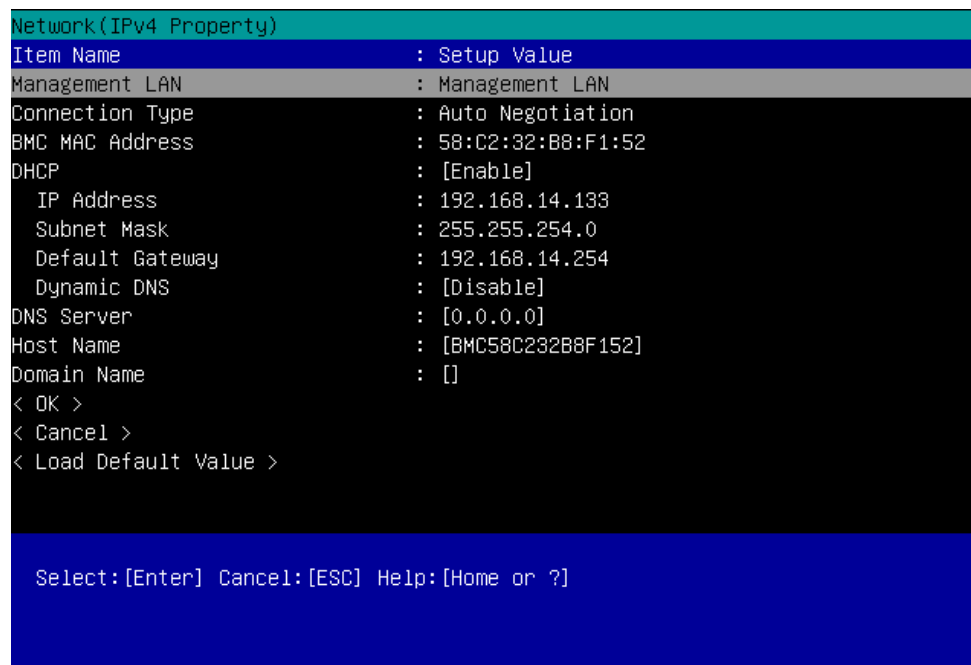 Network(IPv4 Property)
Item Name : Setup Value
Management LAN : Management LAN
Connection Type : Auto Negotiation
BMC MAC Address : 58:C2:32:B8:F1:52
DHCP : [Enable]
IP Address : 192.168.14.133
Subnet Mask : 255.255.254.0
Default Gateway : 192.168.14.254
Dynamic DNS : [Disable]
DNS Server : [0.0.0.0]
Host Name : [BMC58C232B8F152]
Domain Name : []
< OK >
< Cancel >
< Load Default Value >
Select:[Enter] Cancel:[ESC] Help:[Home or ?]